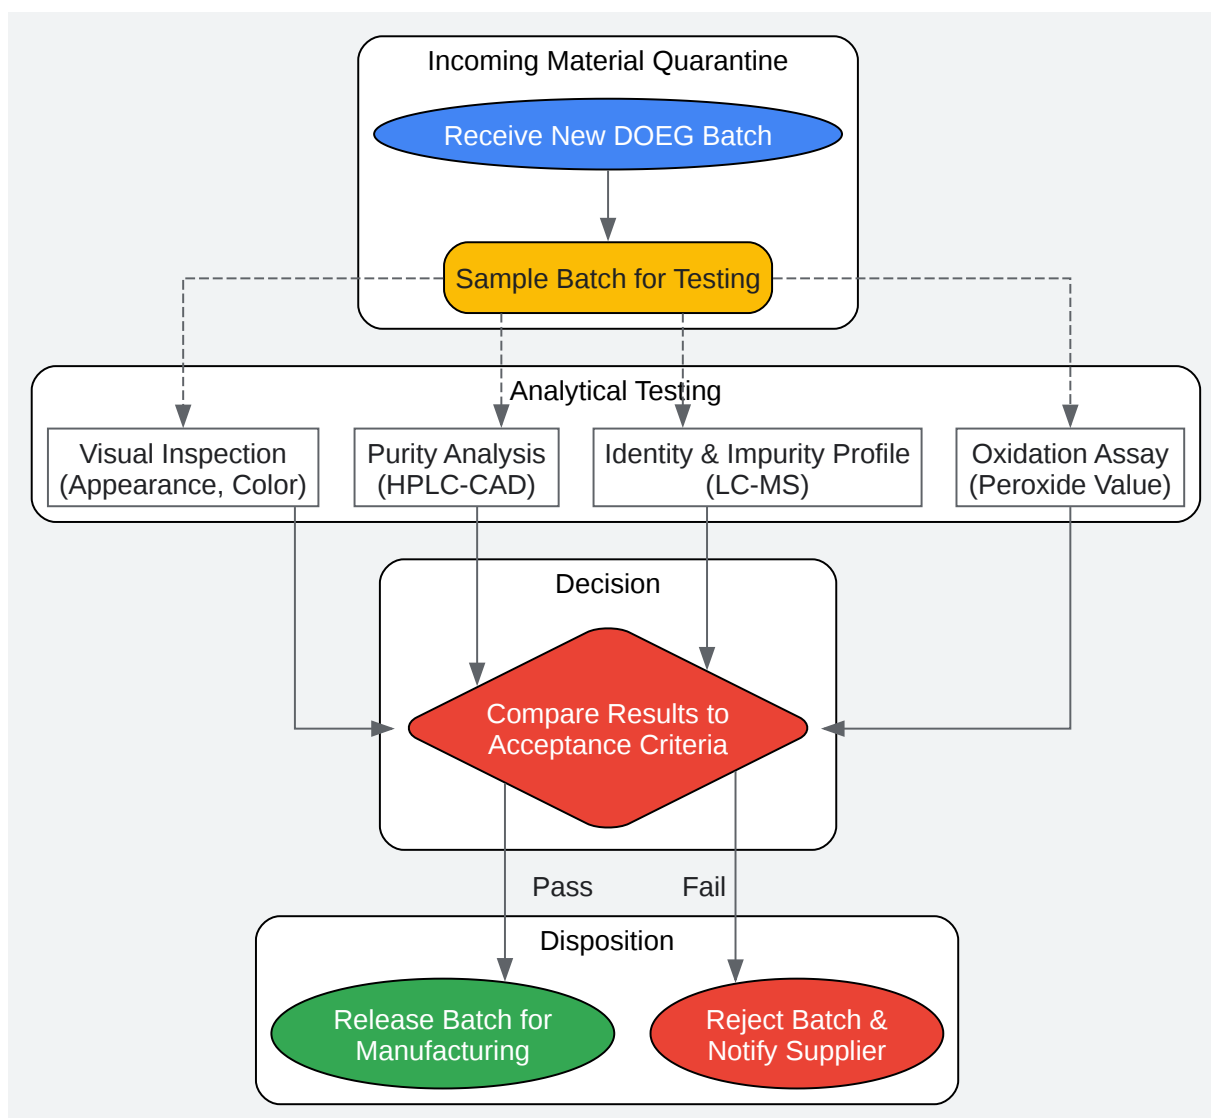 Incoming Material Quarantine
Receive New DOEG Batch
Sample Batch for Testing
Analytical Testing
Visual Inspection
(Appearance, Color)
Purity Analysis
(HPLC-CAD)
Identity & Impurity Profile
(LC-MS)
Oxidation Assay
(Peroxide Value)
Decision
Compare Results to
Acceptance Criteria
Pass
Fail
Disposition
Release Batch for
Manufacturing
Reject Batch &
Notify Supplier